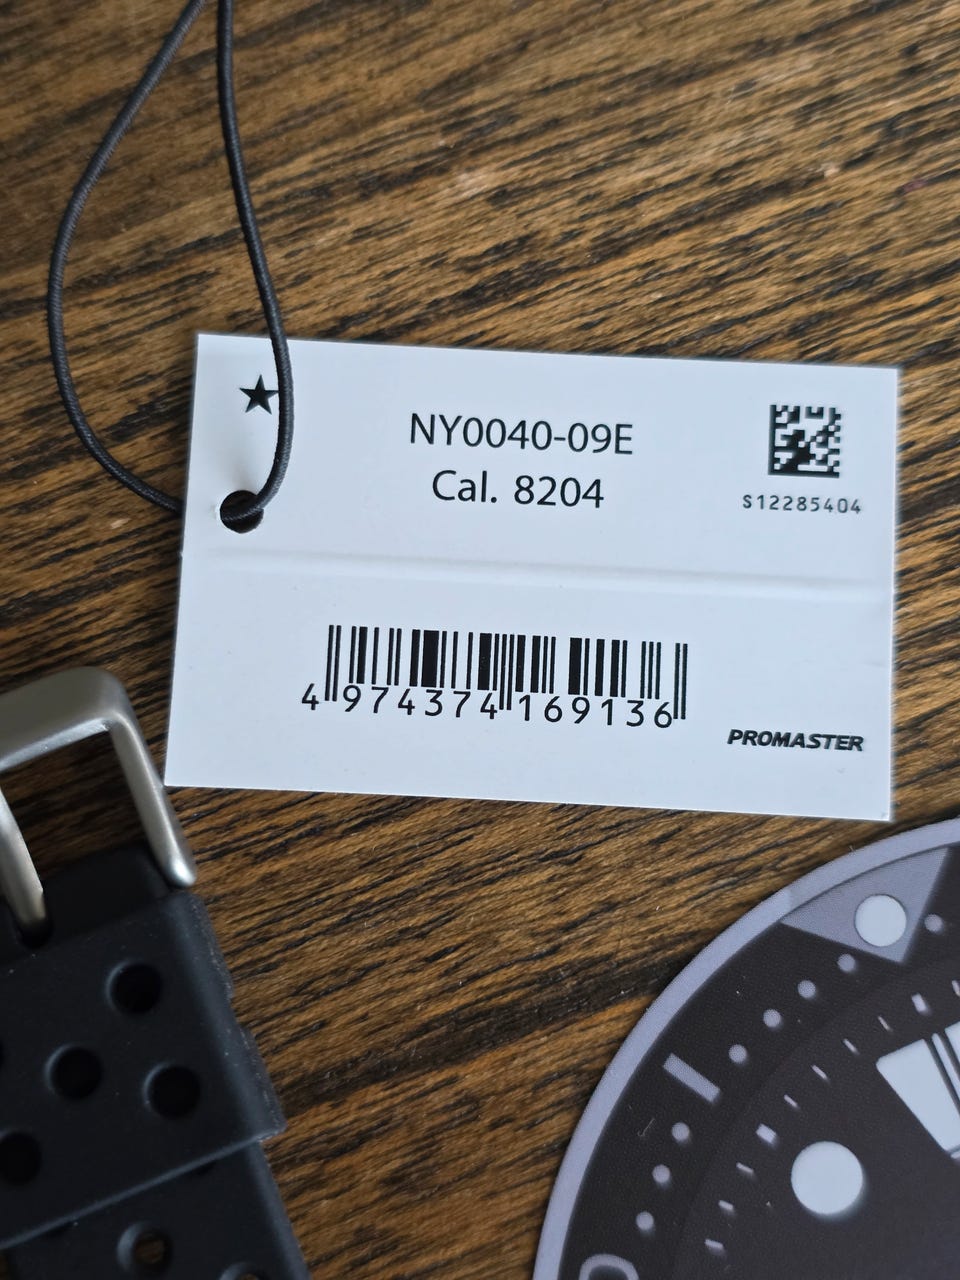 NY0040-09E
Cal. 8204
S12285404
4 974374 169136
PROMASTER